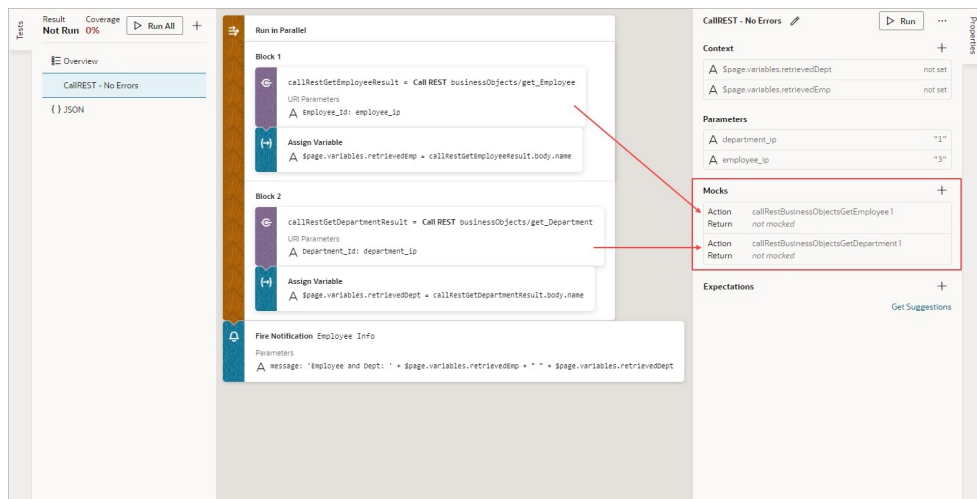 Tests
Result Coverage
Not Run 0%
Run All
+
Overview
CallREST - No Errors
{ } JSON
Run in Parallel
Block 1
callRestGetEmployeeResult = Call REST businessObjects/get_Employee
URI Parameters
A Employee_Id: employee_ip
Assign Variable
A $page.variables.retrievedEmp = callRestGetEmployeeResult.body.name
Block 2
callRestGetDepartmentResult = Call REST businessObjects/get_Department
URI Parameters
A Department_Id: department_ip
Assign Variable
A $page.variables.retrievedDept = callRestGetDepartmentResult.body.name
Fire Notification Employee Info
Parameters
A message: 'Employee and Dept: ' + $page.variables.retrievedEmp + " " + $page.variables.retrievedDept
CallREST - No Errors
Run
...
Context +
A $page.variables.retrievedDept not set
A $page.variables.retrievedEmp not set
Parameters
A department_ip "1"
A employee_ip "3"
Mocks +
Action callRestBusinessObjectsGetEmployee1
Return not mocked
Action callRestBusinessObjectsGetDepartment1
Return not mocked
Expectations +
Get Suggestions
Properties